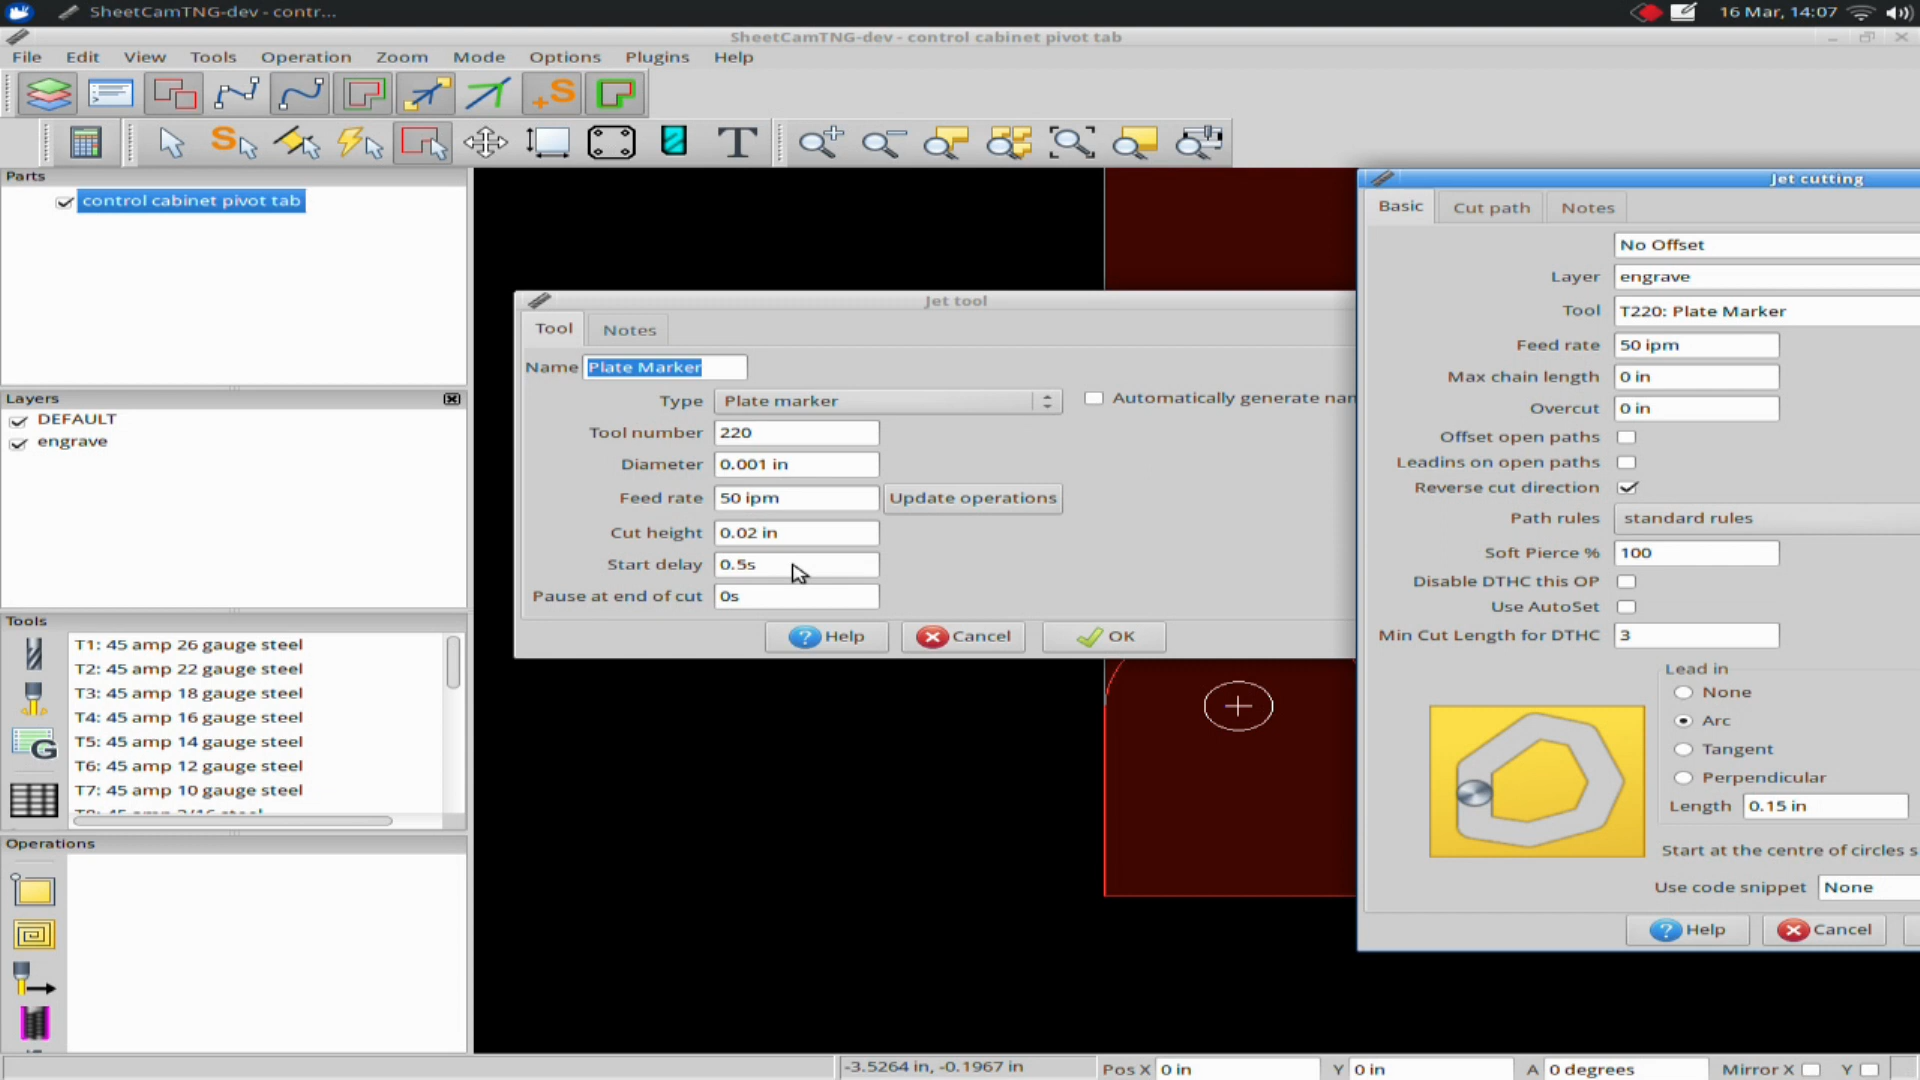 SheetCamTNG-dev - contr...
16 Mar, 14:07
SheetCamTNG-dev - control cabinet pivot tab
File Edit View Tools Operation Zoom Mode Options Plugins Help
Parts
control cabinet pivot tab
Layers
DEFAULT
engrave
Tools
T1: 45 amp 26 gauge steel
T2: 45 amp 22 gauge steel
T3: 45 amp 18 gauge steel
T4: 45 amp 16 gauge steel
T5: 45 amp 14 gauge steel
T6: 45 amp 12 gauge steel
T7: 45 amp 10 gauge steel
Operations
Jet tool
Tool Notes
Name Plate Marker
Type Plate marker
Automatically generate nam
Tool number 220
Diameter 0.001 in
Feed rate 50 ipm Update operations
Cut height 0.02 in
Start delay 0.5s
Pause at end of cut 0s
Help Cancel OK
Jet cutting
Basic Cut path Notes
No Offset
Layer engrave
Tool T220: Plate Marker
Feed rate 50 ipm
Max chain length 0 in
Overcut 0 in
Offset open paths
Leadins on open paths
Reverse cut direction
Path rules standard rules
Soft Pierce % 100
Disable DTHC this OP
Use AutoSet
Min Cut Length for DTHC 3
Lead in
None
Arc
Tangent
Perpendicular
Length 0.15 in
Start at the centre of circles s
Use code snippet None
Help Cancel
-3.5264 in, -0.1967 in Pos X 0 in Y 0 in A 0 degrees Mirror X Y